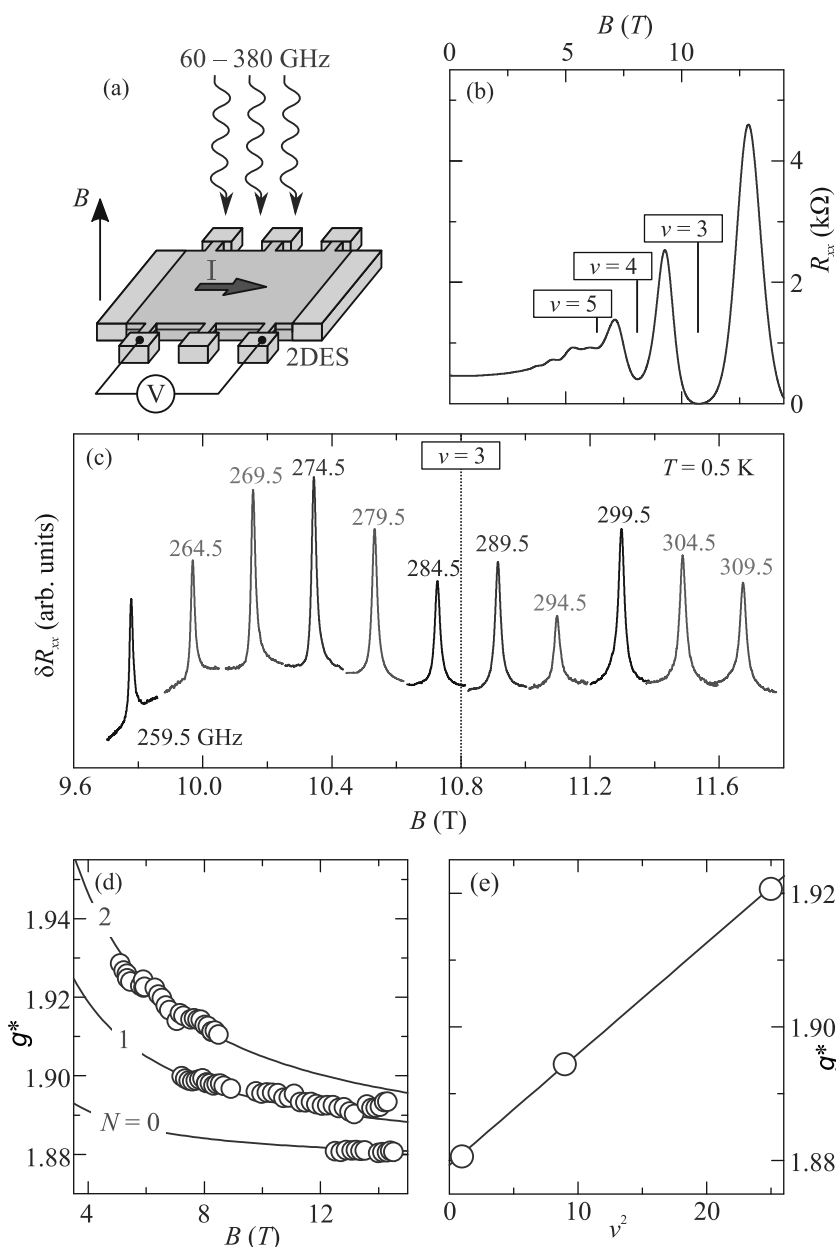 (a)
60 – 380 GHz
B
I
V
2DES
B (T)
0 5 10
(b)
ν = 3
ν = 4
ν = 5
4
2
0
Rxx (kΩ)
(c)
ν = 3
T = 0.5 K
259.5 GHz
264.5
269.5
274.5
279.5
284.5
289.5
294.5
299.5
304.5
309.5
δRxx (arb. units)
9.6 10.0 10.4 10.8 11.2 11.6
B (T)
(d)
2
1
N = 0
1.94
1.92
1.90
1.88
g*
4 8 12
B (T)
(e)
1.92
1.90
1.88
g*
0 10 20
ν²